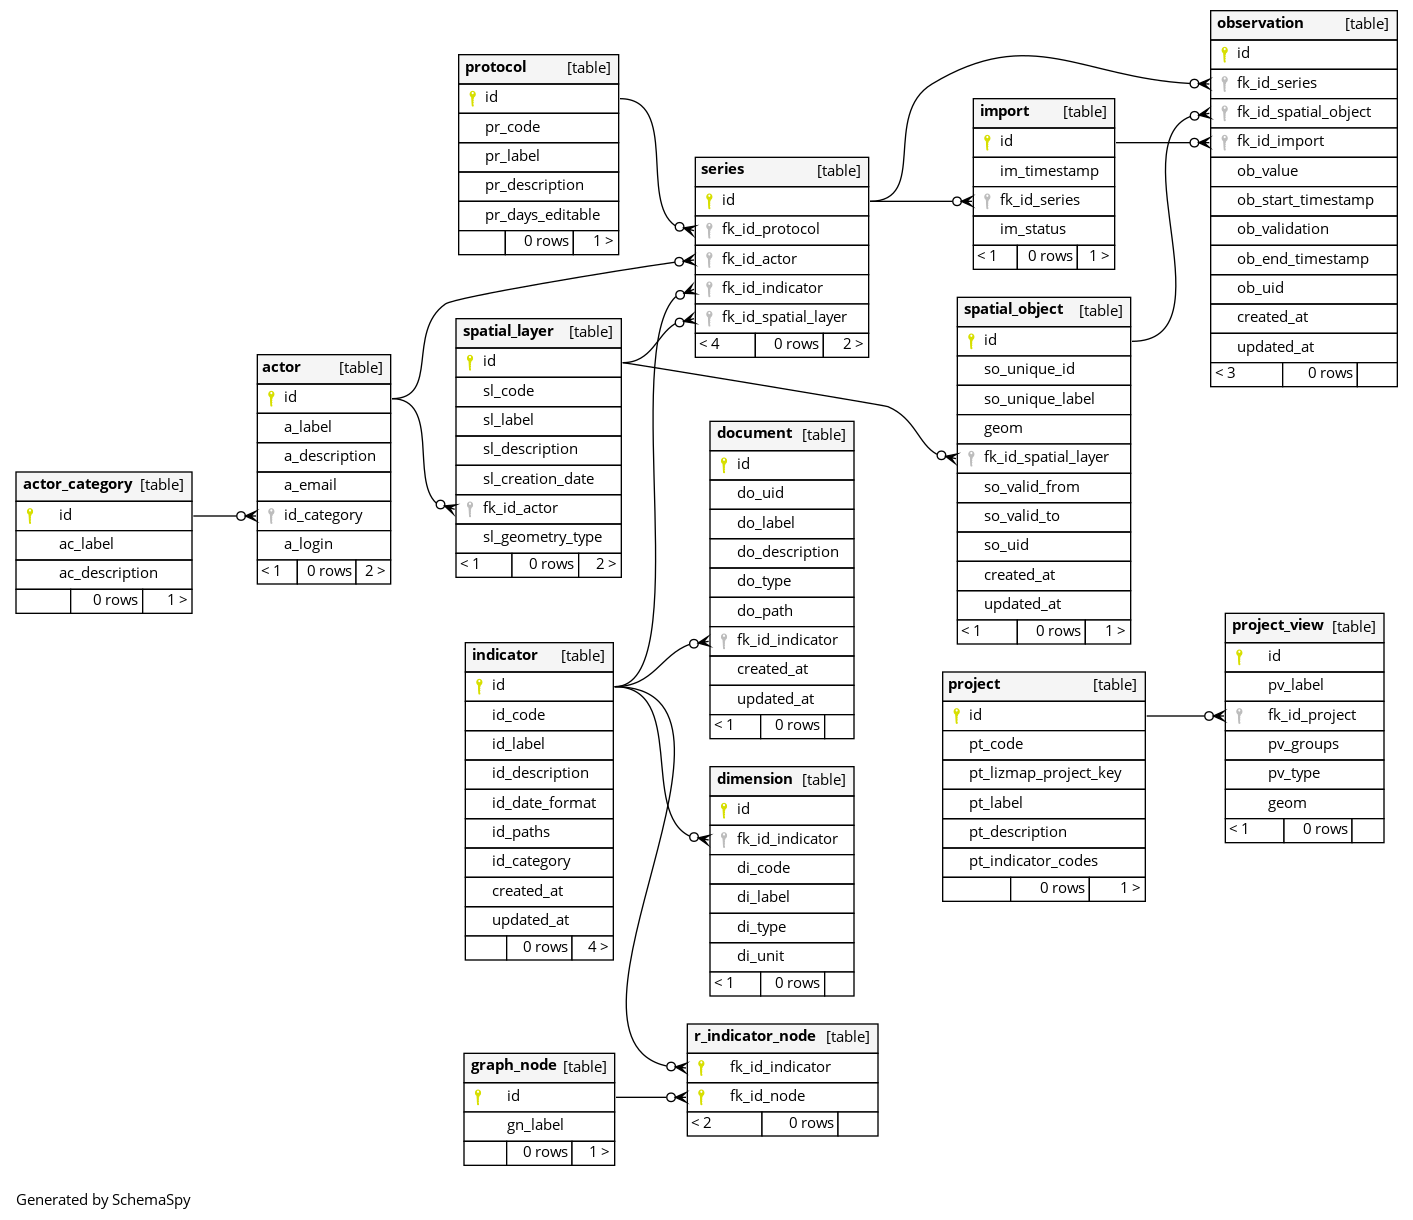 protocol [table]
id
pr_code
pr_label
pr_description
pr_days_editable
0 rows 1 >
observation [table]
id
fk_id_series
fk_id_spatial_object
fk_id_import
ob_value
ob_start_timestamp
ob_validation
ob_end_timestamp
ob_uid
created_at
updated_at
< 3 0 rows
import [table]
id
im_timestamp
fk_id_series
im_status
< 1 0 rows 1 >
series [table]
id
fk_id_protocol
fk_id_actor
fk_id_indicator
fk_id_spatial_layer
< 4 0 rows 2 >
spatial_object [table]
id
so_unique_id
so_unique_label
geom
fk_id_spatial_layer
so_valid_from
so_valid_to
so_uid
created_at
updated_at
< 1 0 rows 1 >
spatial_layer [table]
id
sl_code
sl_label
sl_description
sl_creation_date
fk_id_actor
sl_geometry_type
< 1 0 rows 2 >
actor [table]
id
a_label
a_description
a_email
id_category
a_login
< 1 0 rows 2 >
actor_category [table]
id
ac_label
ac_description
0 rows 1 >
document [table]
id
do_uid
do_label
do_description
do_type
do_path
fk_id_indicator
created_at
updated_at
< 1 0 rows
indicator [table]
id
id_code
id_label
id_description
id_date_format
id_paths
id_category
created_at
updated_at
0 rows 4 >
dimension [table]
id
fk_id_indicator
di_code
di_label
di_type
di_unit
< 1 0 rows
project [table]
id
pt_code
pt_lizmap_project_key
pt_label
pt_description
pt_indicator_codes
0 rows 1 >
project_view [table]
id
pv_label
fk_id_project
pv_groups
pv_type
geom
< 1 0 rows
r_indicator_node [table]
fk_id_indicator
fk_id_node
< 2 0 rows
graph_node [table]
id
gn_label
0 rows 1 >
Generated by SchemaSpy